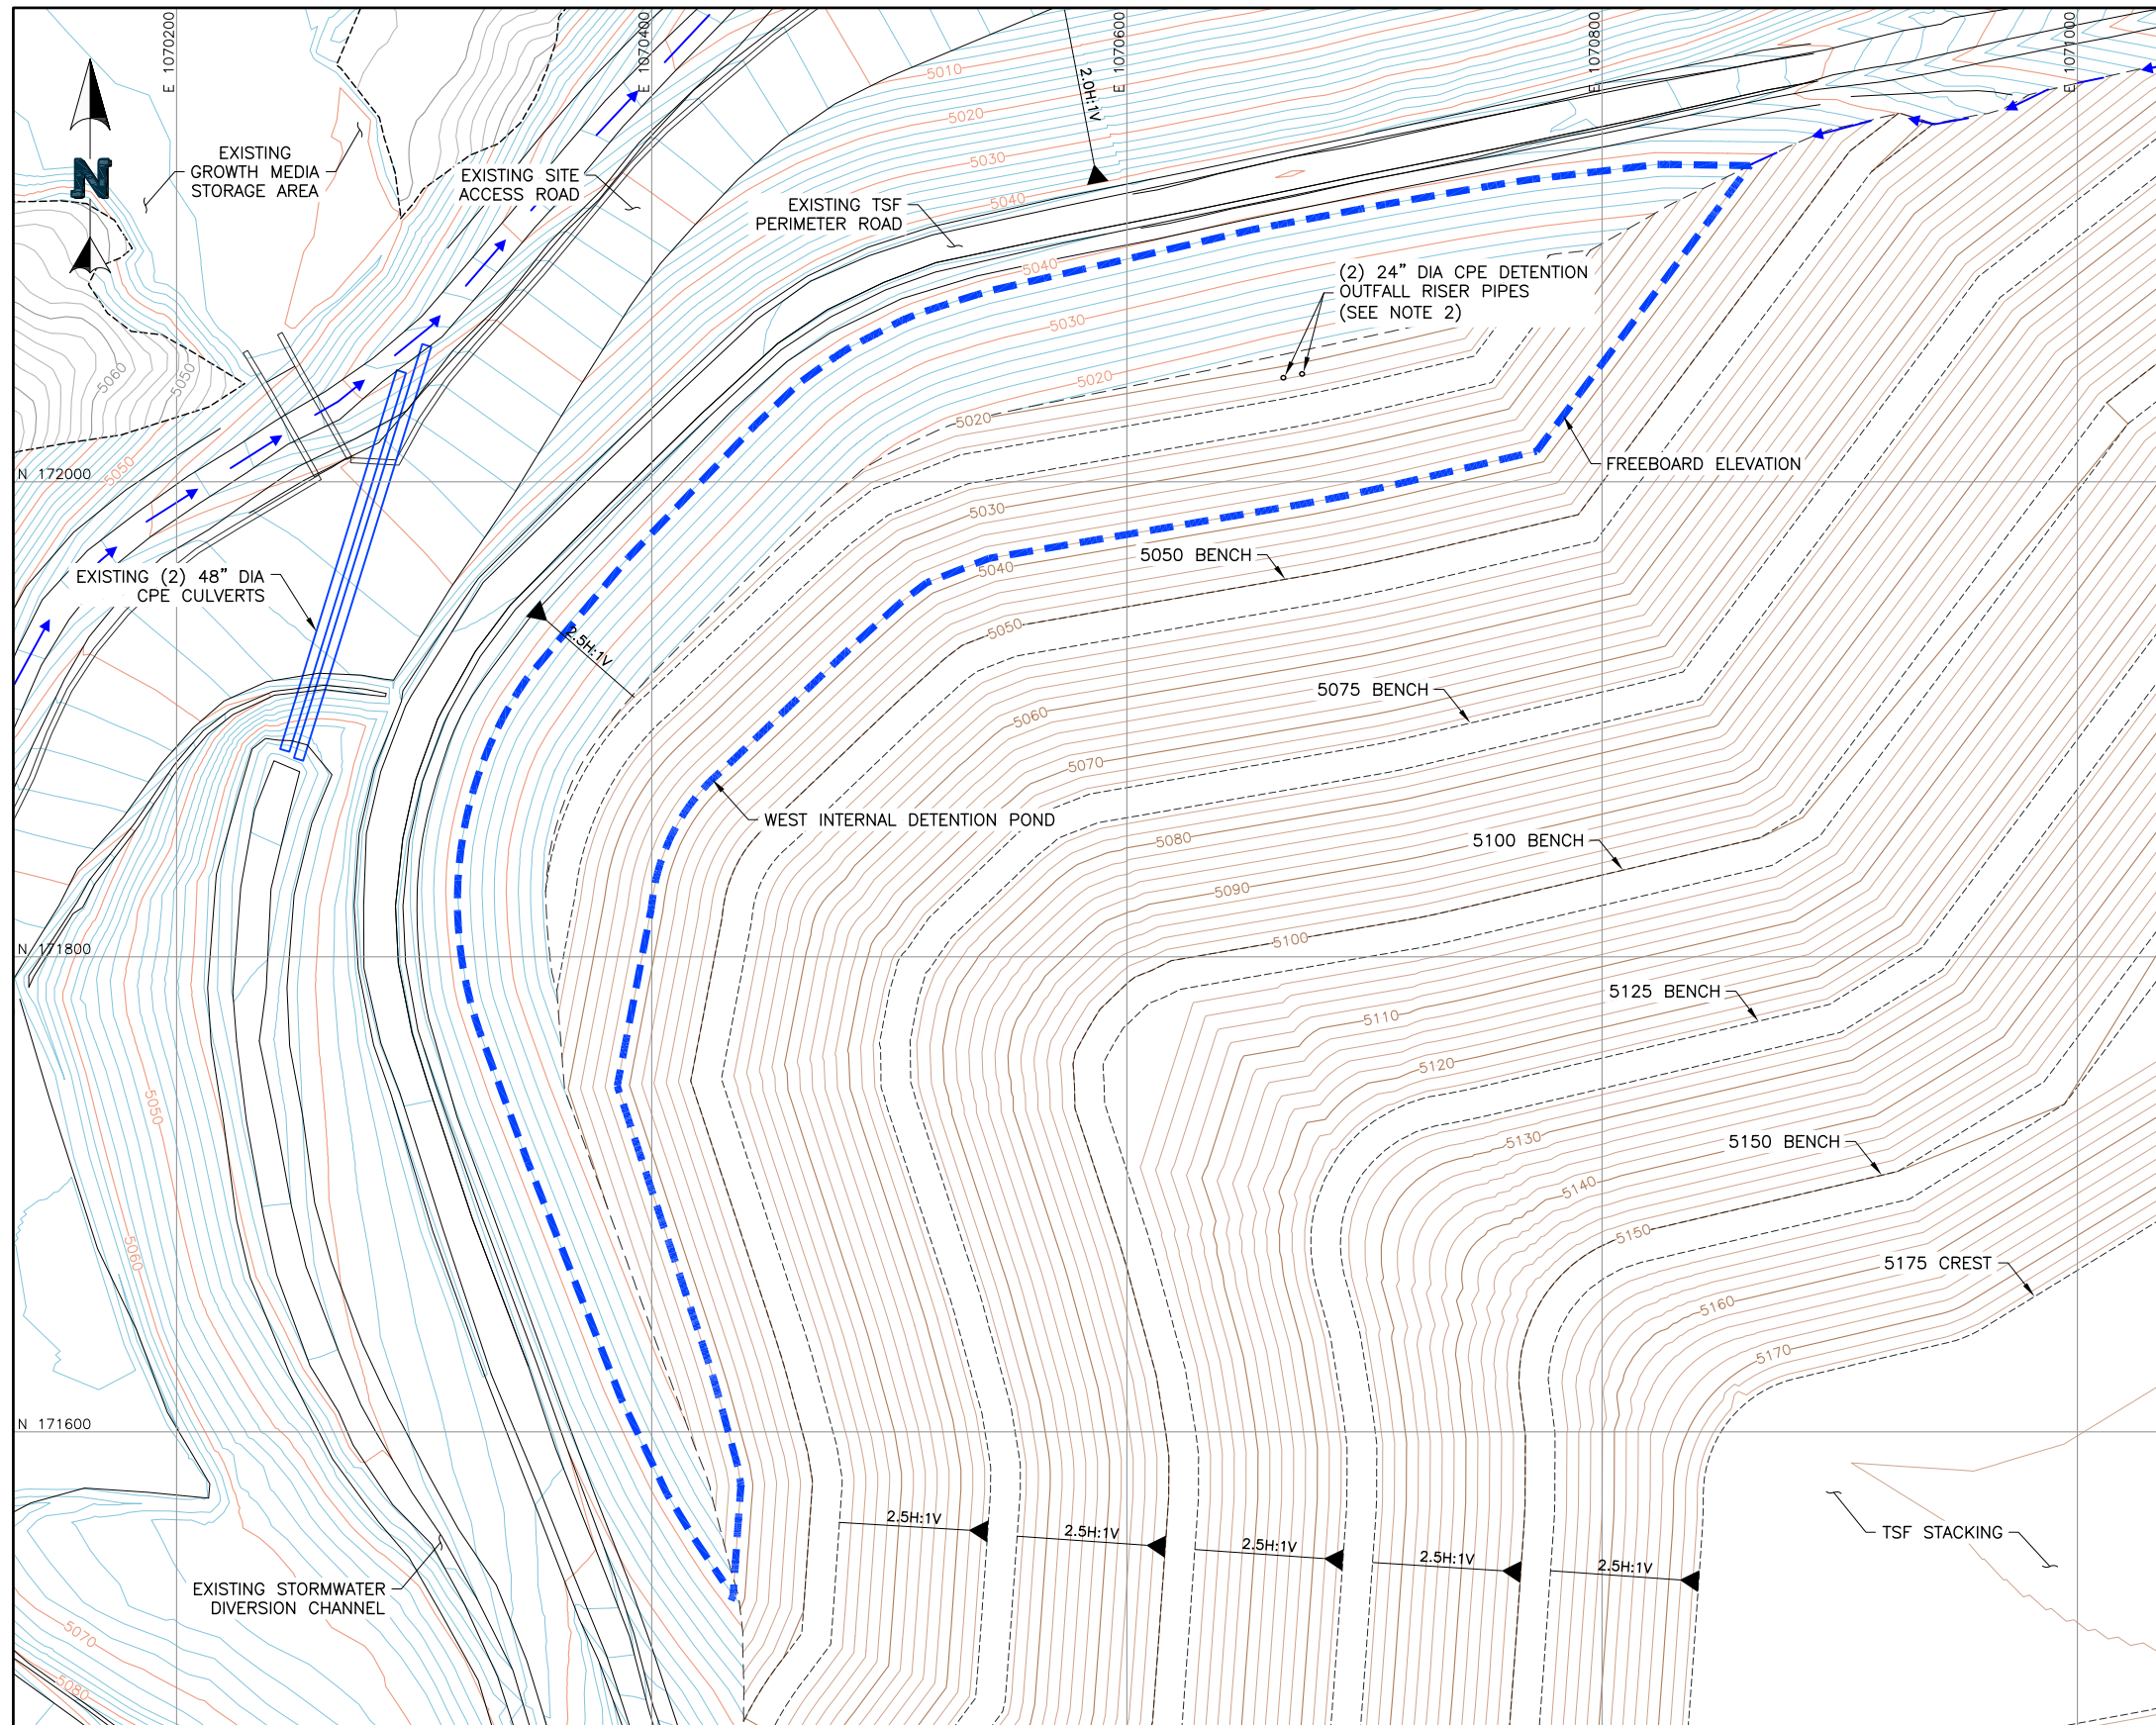 E 1070200
E 1070400
E 1070600
E 1070800
E 1071000
N
EXISTING
GROWTH MEDIA
STORAGE AREA
EXISTING SITE
ACCESS ROAD
EXISTING TSF
PERIMETER ROAD
2.0H:1V
5010
5020
5030
5040
5040
5030
5020
5020
(2) 24” DIA CPE DETENTION
OUTFALL RISER PIPES
(SEE NOTE 2)
5060
5050
5050
N 172000
FREEBOARD ELEVATION
5030
5040
5050 BENCH
5050
EXISTING (2) 48” DIA
CPE CULVERTS
2.5H:1V
5075 BENCH
5060
5070
WEST INTERNAL DETENTION POND
5080
5100 BENCH
5090
5100
N 171800
5125 BENCH
5110
5120
5050
5130
5150 BENCH
5140
5150
5060
5175 CREST
5160
5170
N 171600
2.5H:1V
2.5H:1V
2.5H:1V
2.5H:1V
2.5H:1V
TSF STACKING
EXISTING STORMWATER
DIVERSION CHANNEL
5070
5080